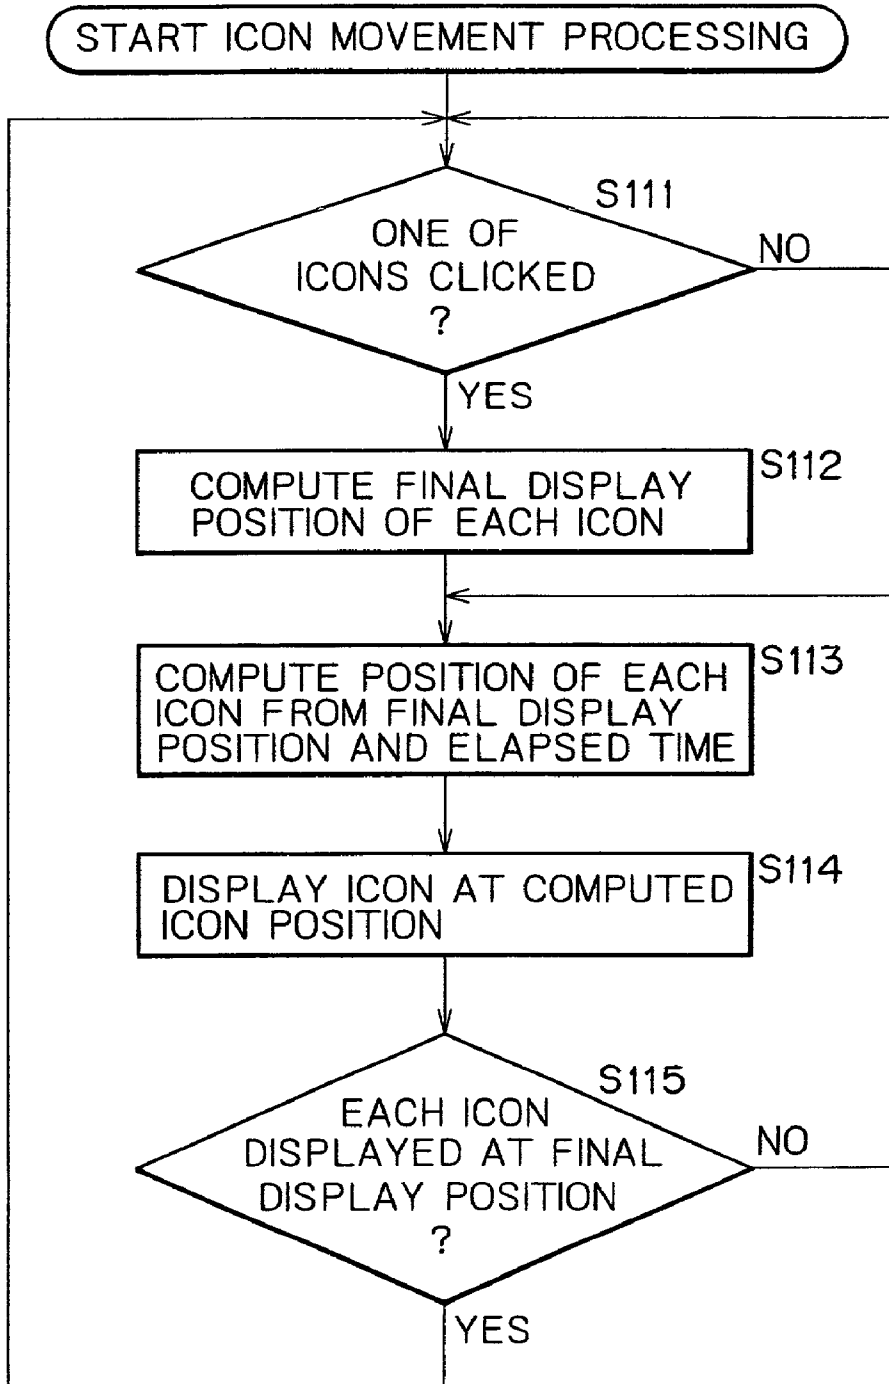 START ICON MOVEMENT PROCESSING
S111
ONE OF
ICONS CLICKED
?
NO
YES
S112
COMPUTE FINAL DISPLAY
POSITION OF EACH ICON
S113
COMPUTE POSITION OF EACH
ICON FROM FINAL DISPLAY
POSITION AND ELAPSED TIME
S114
DISPLAY ICON AT COMPUTED
ICON POSITION
S115
EACH ICON
DISPLAYED AT FINAL
DISPLAY POSITION
?
NO
YES